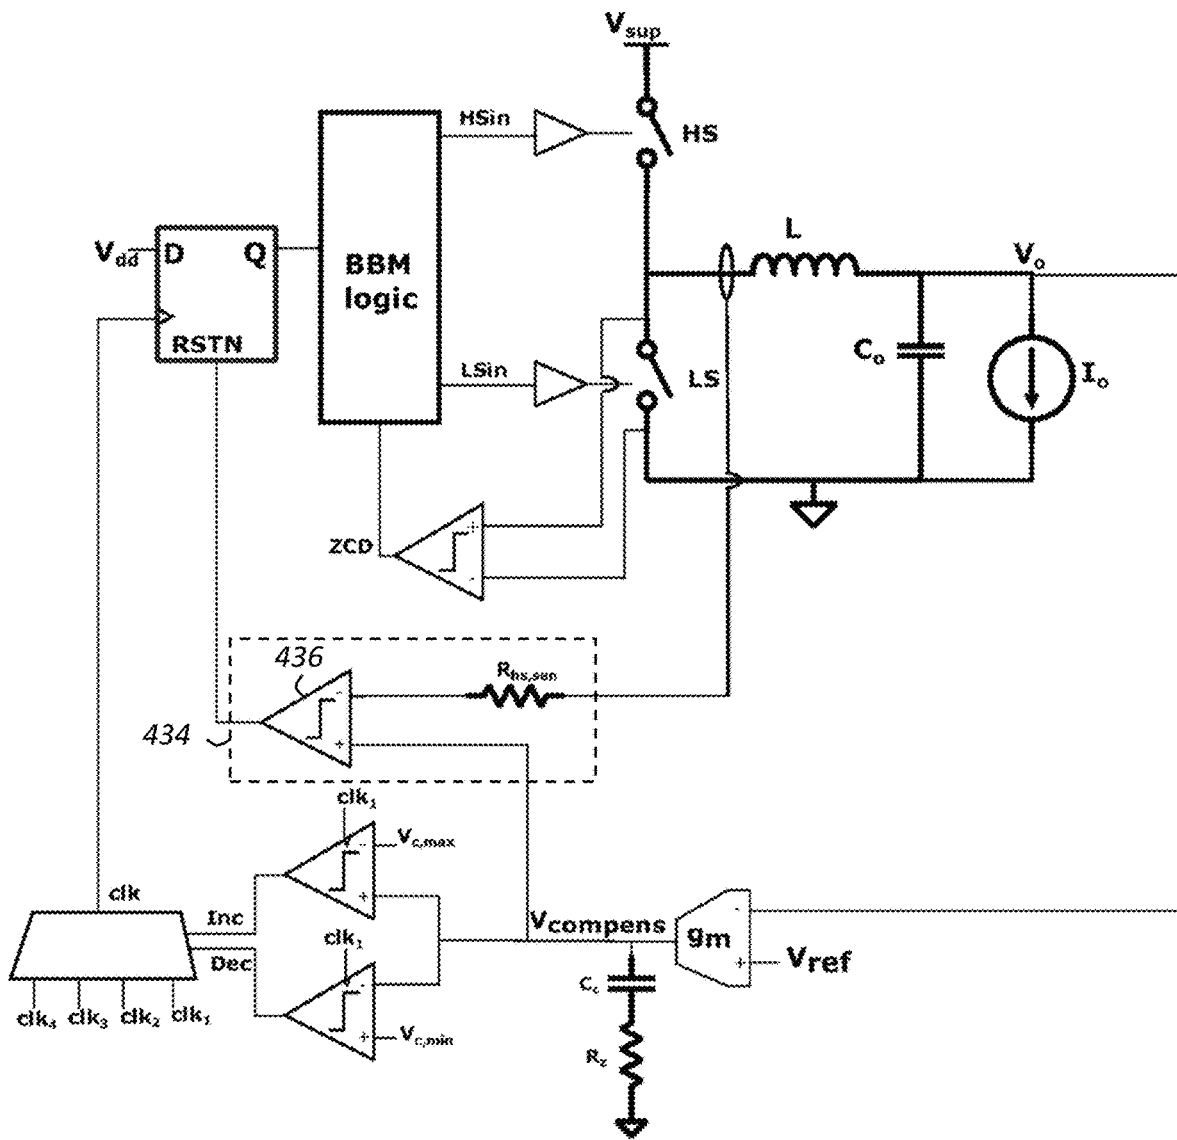 Vsup
HSin
HS
Vdd
D
Q
RSTN
BBM
logic
L
Vo
Co
Io
LSin
LS
ZCD
+
-
436
434
Rhs,sen
-
+
clk1
Vc,max
-
+
clk
Inc
Dec
clk1
-
+
Vc,min
clk4 clk3 clk2 clk1
Vcompens
gm
-
+
Vref
Cc
Rz